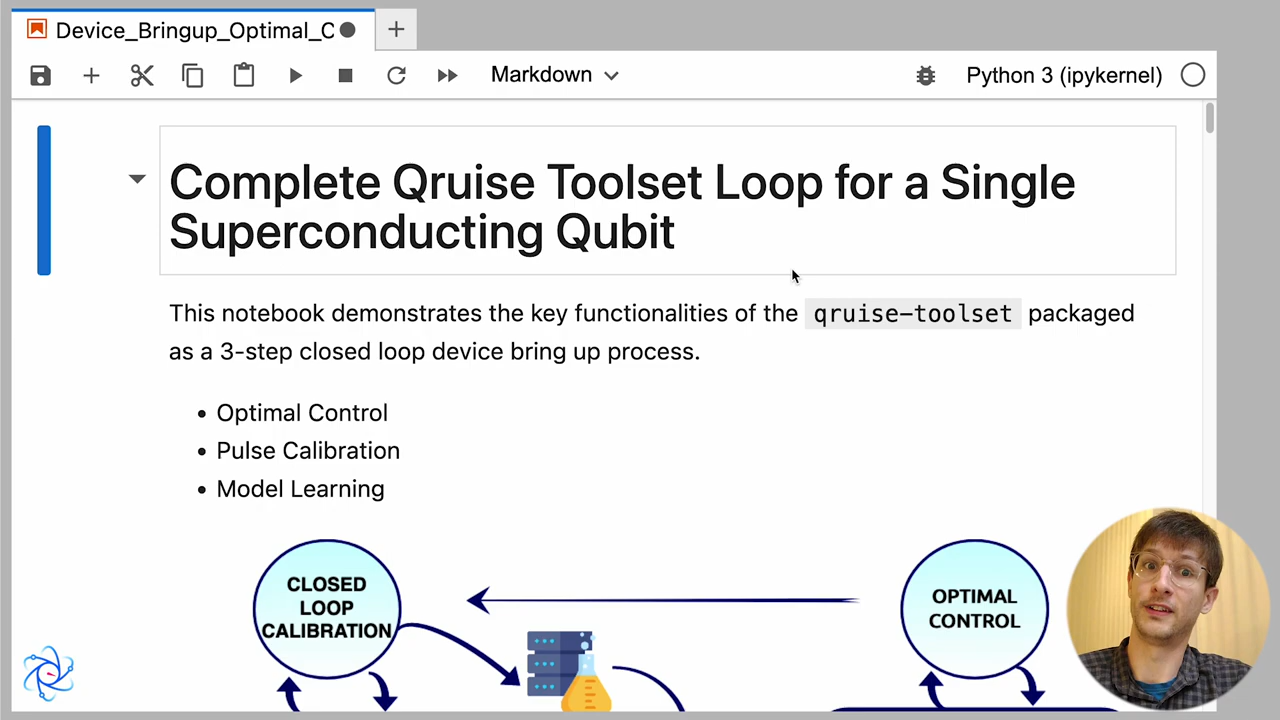 Device_Bringup_Optimal_C
Markdown
Python 3 (ipykernel)
Complete Qruise Toolset Loop for a Single
Superconducting Qubit
This notebook demonstrates the key functionalities of the qruise-toolset packaged
as a 3-step closed loop device bring up process.
• Optimal Control
• Pulse Calibration
• Model Learning
CLOSED
LOOP
CALIBRATION
OPTIMAL
CONTROL